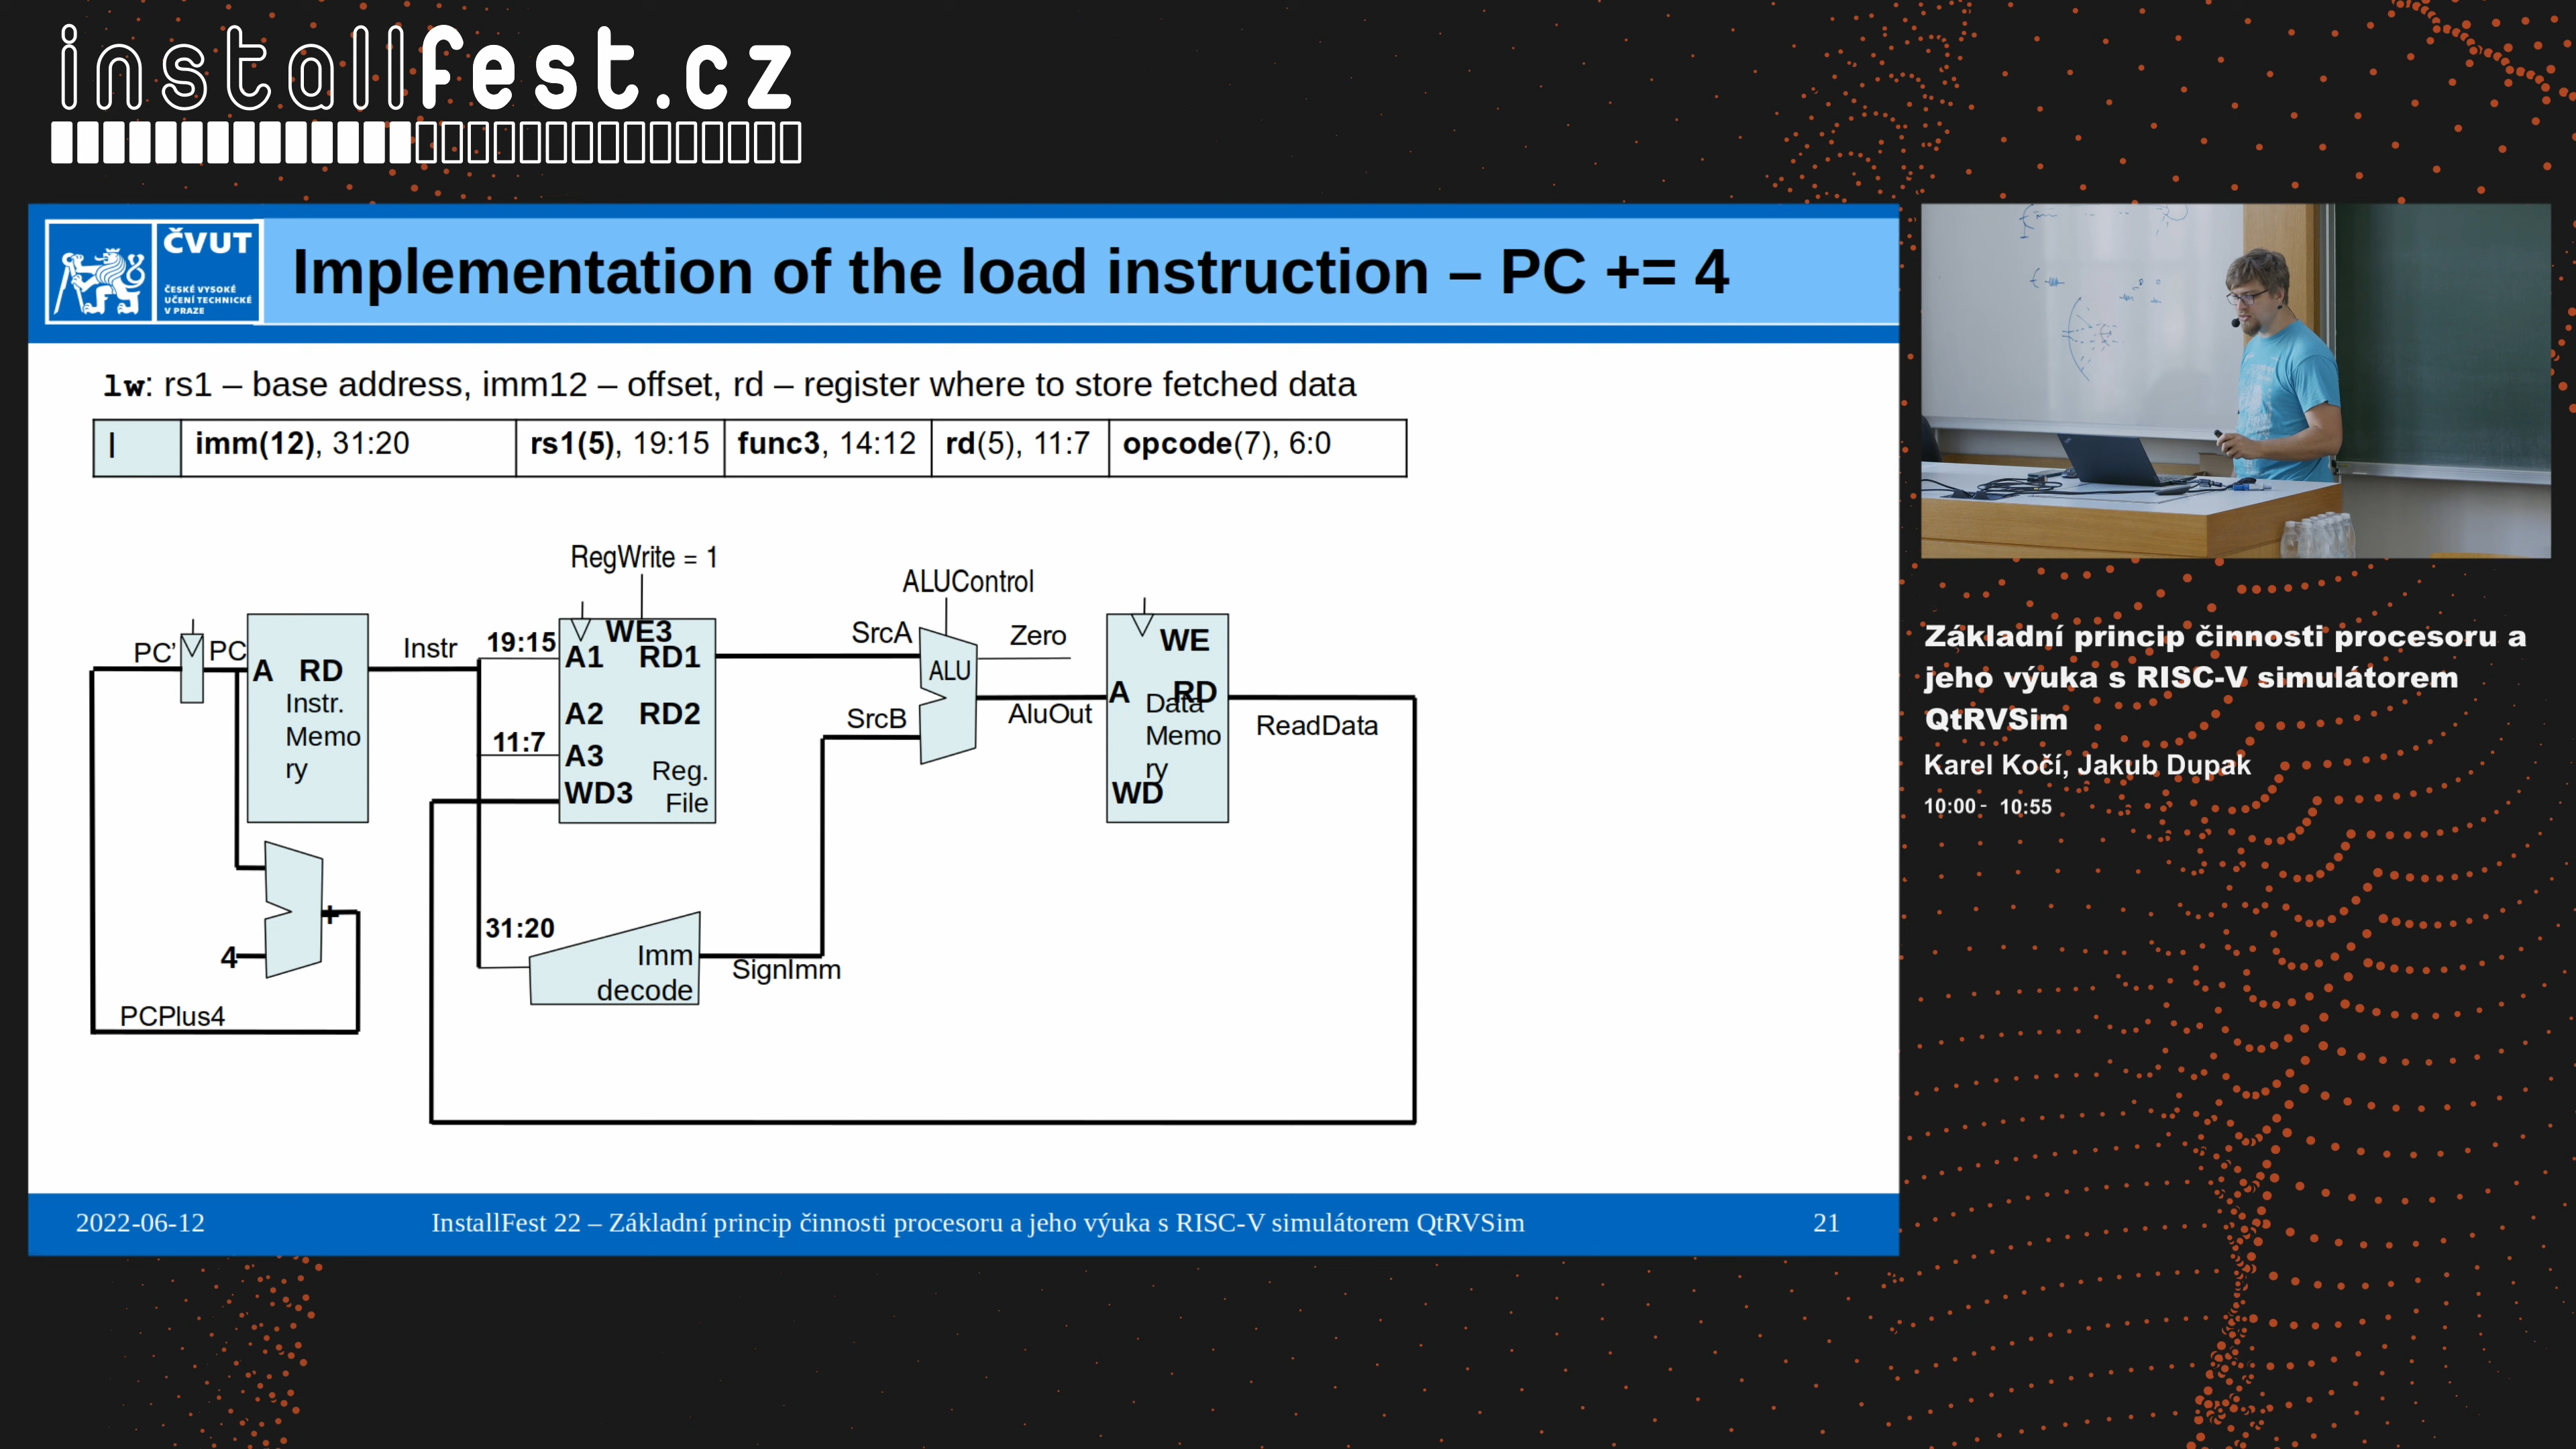 installfest.cz
ČVUT
ČESKÉ VYSOKÉ
UČENÍ TECHNICKÉ
V PRAZE
Implementation of the load instruction – PC += 4
lw: rs1 – base address, imm12 – offset, rd – register where to store fetched data
I imm(12), 31:20 rs1(5), 19:15 func3, 14:12 rd(5), 11:7 opcode(7), 6:0
RegWrite = 1
ALUControl
PC’ PC
A RD
Instr.
Memo
ry
Instr
19:15
11:7
31:20
WE3
A1 RD1
A2 RD2
A3
WD3
Reg.
File
SrcA
SrcB
ALU
Zero
AluOut
WE
A RD
Data
Memo
ry
WD
ReadData
+
4
PCPlus4
Imm
decode
SignImm
2022-06-12
InstallFest 22 – Základní princip činnosti procesoru a jeho výuka s RISC-V simulátorem QtRVSim
21
Základní princip činnosti procesoru a
jeho výuka s RISC-V simulátorem
QtRVSim
Karel Kočí, Jakub Dupak
10:00 - 10:55